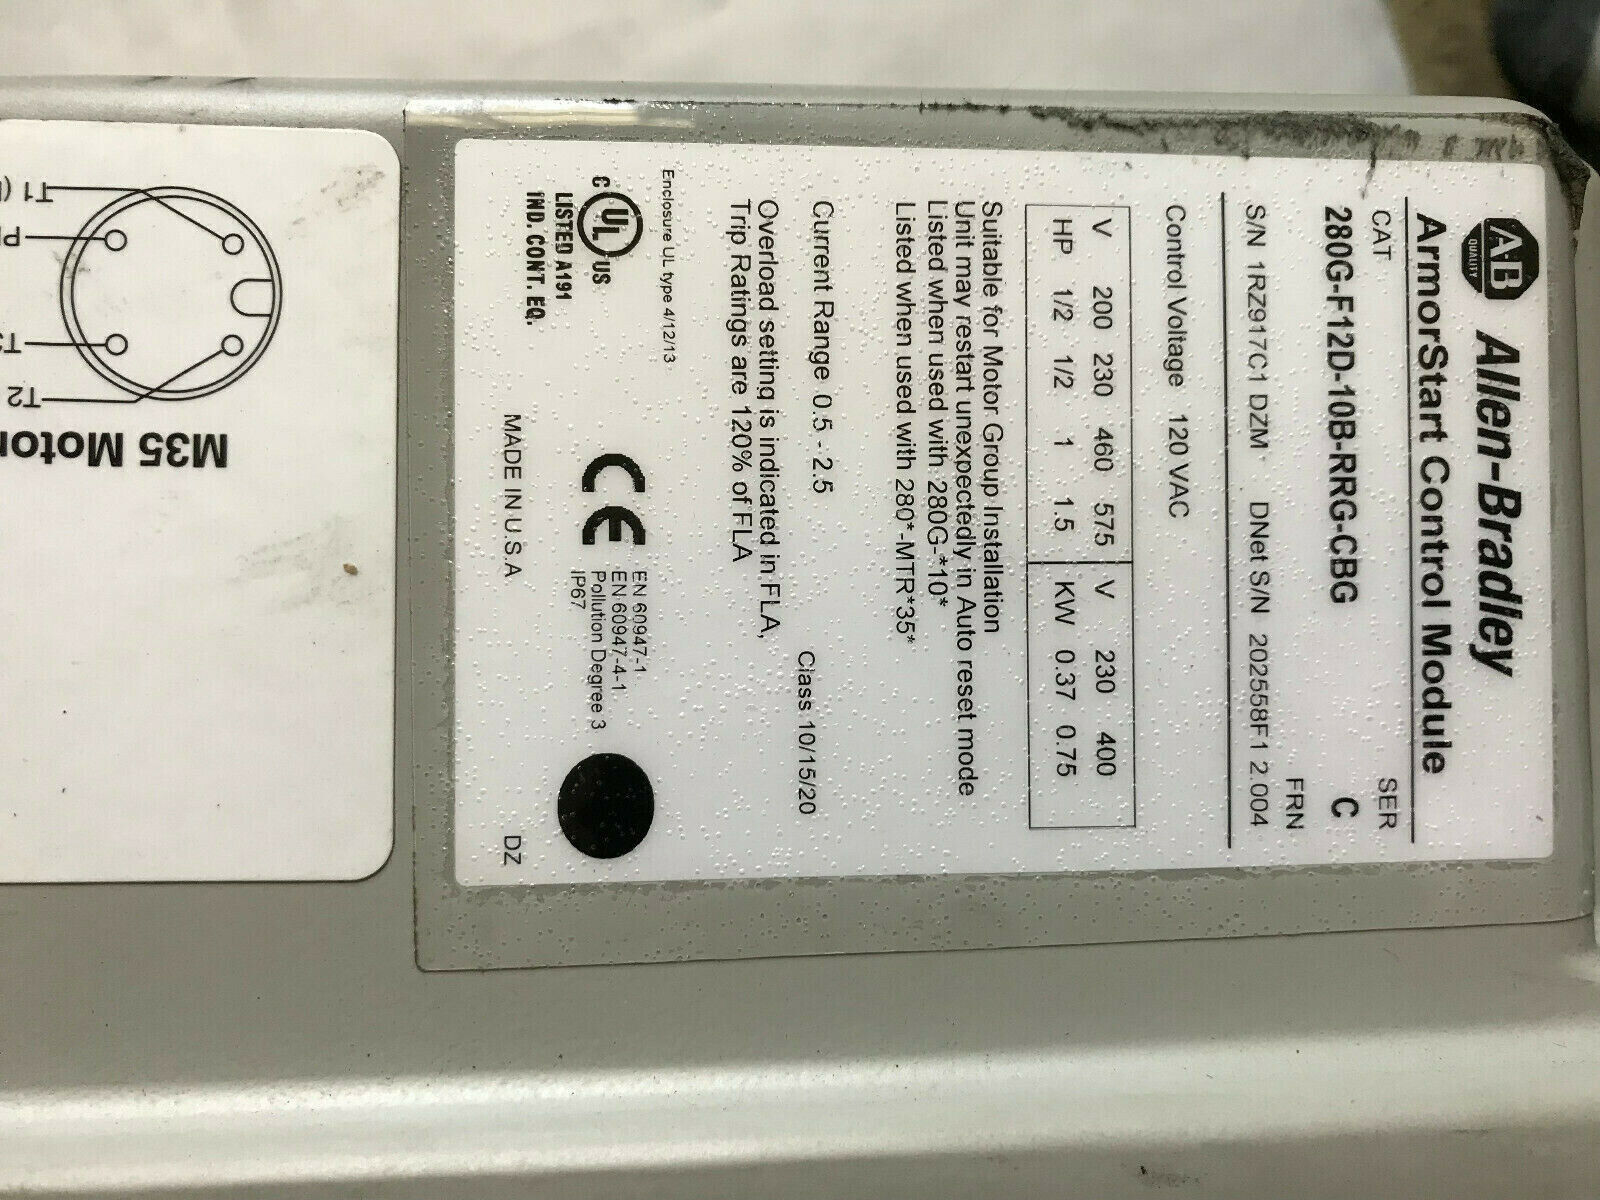 A-B
QUALITY
Allen-Bradley
ArmorStart Control Module
CAT SER
280G-F12D-10B-RRG-CBG C
FRN
S/N 1RZ917C1 DZM DNet S/N 202558F1 2.004
Control Voltage 120 VAC
V 200 230 460 575 V 230 400
HP 1/2 1/2 1 1.5 KW 0.37 0.75
Suitable for Motor Group Installation
Unit may restart unexpectedly in Auto reset mode
Listed when used with 280G-*10*
Listed when used with 280*-MTR*35*
Current Range 0.5 - 2.5 Class 10/15/20
Overload setting is indicated in FLA,
Trip Ratings are 120% of FLA
Enclosure UL type 4/12/13
C UL US
LISTED A191
IND. CONT. EQ.
CE
EN 60947-1
EN 60947-4-1
Pollution Degree 3
IP67
MADE IN U.S.A DZ
M35 Motor
T2
T1